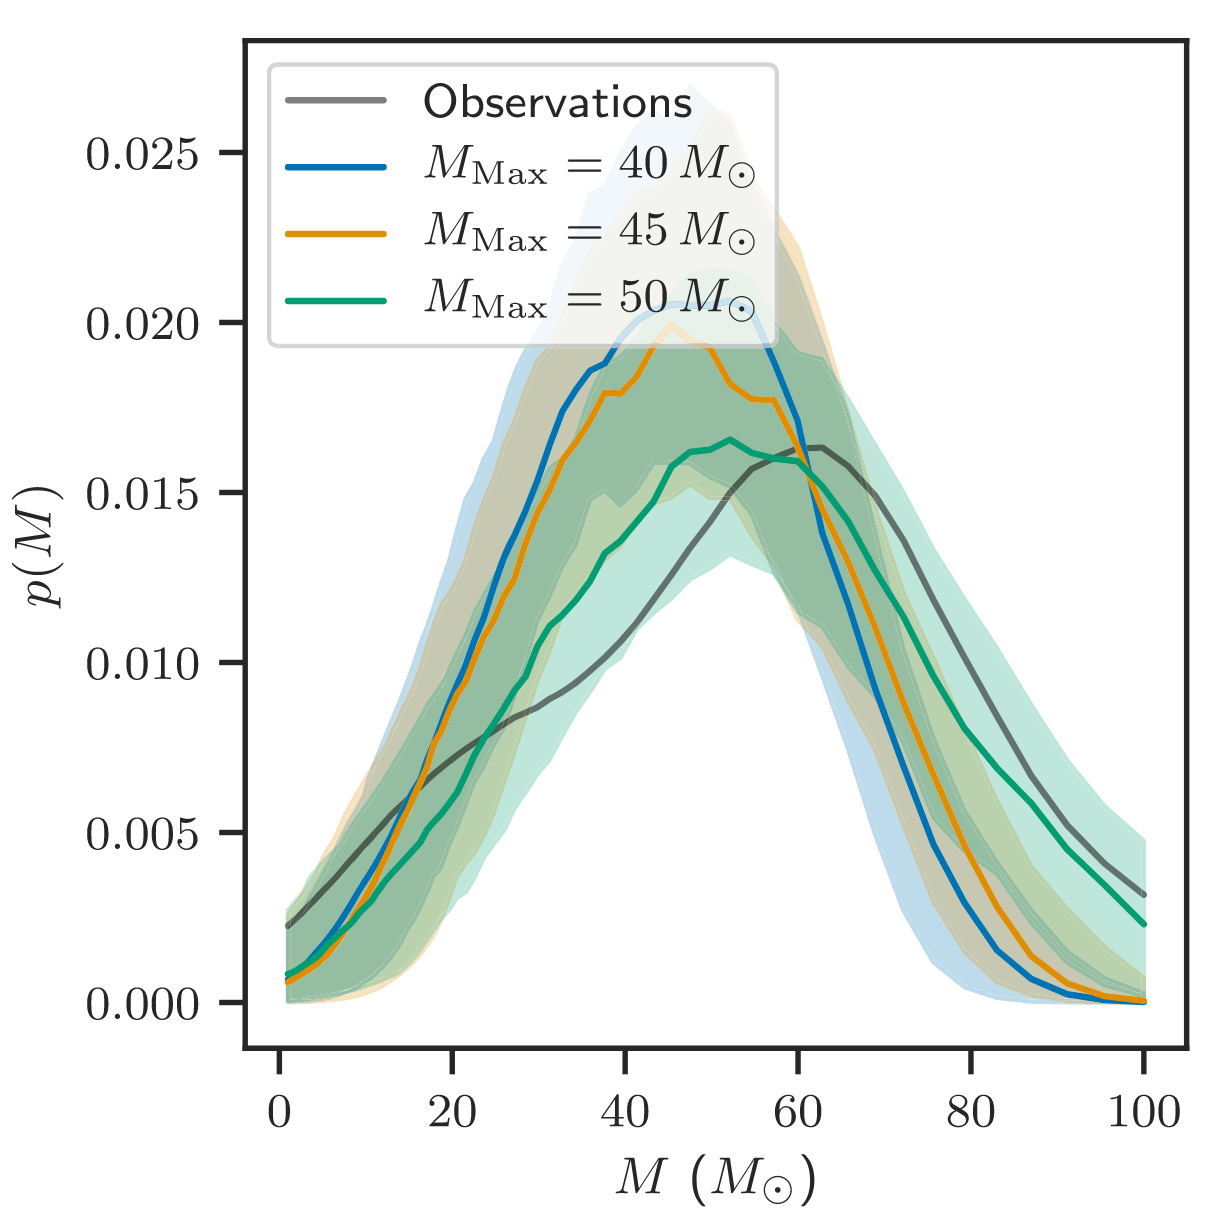 Observations
M_Max = 40 M_⊙
M_Max = 45 M_⊙
M_Max = 50 M_⊙
0.025
0.020
0.015
0.010
0.005
0.000
p(M)
0 20 40 60 80 100
M (M_⊙)